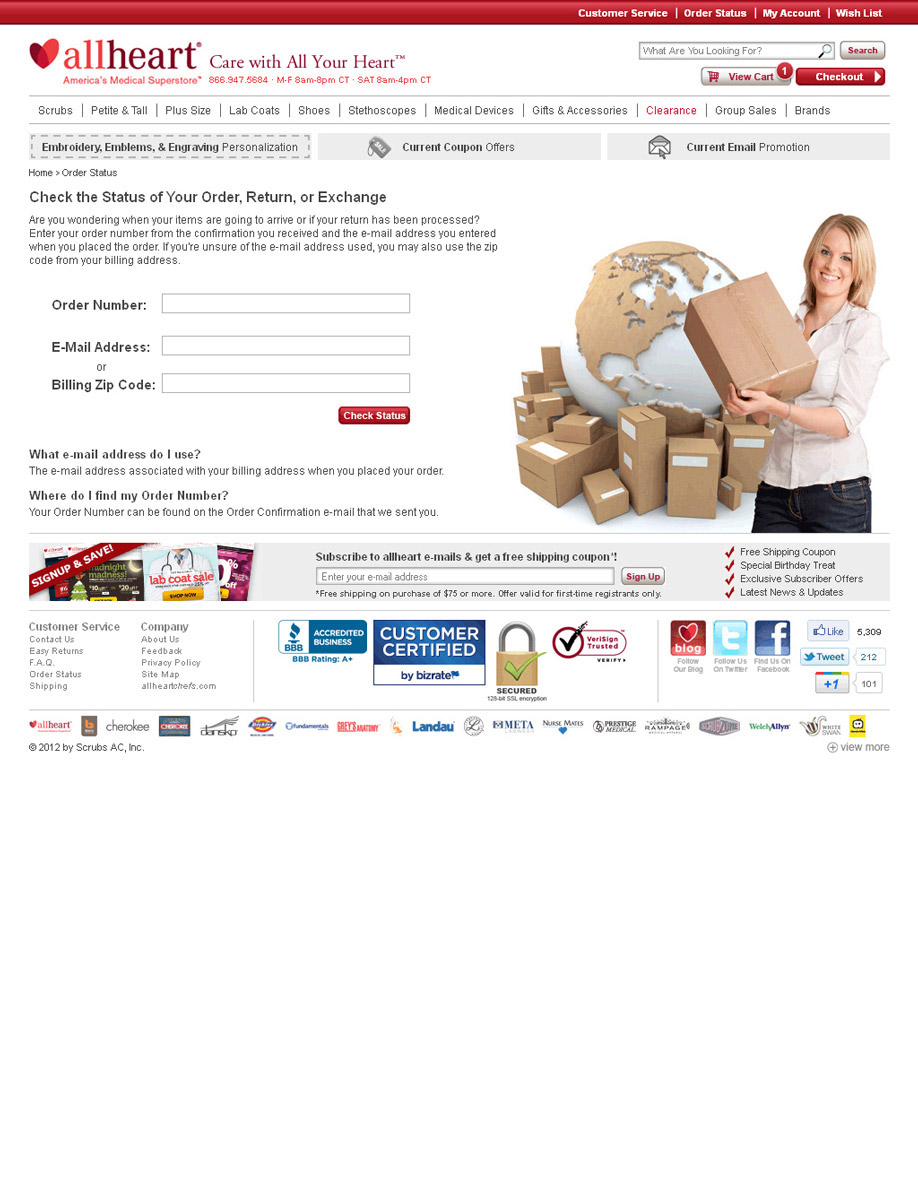 Customer Service | Order Status | My Account | Wish List
allheart®
Care with All Your Heart™
America's Medical Superstore™ 866.947.5684 · M-F 8am-8pm CT · SAT 8am-4pm CT
What Are You Looking For?
Search
View Cart 1
Checkout
Scrubs | Petite & Tall | Plus Size | Lab Coats | Shoes | Stethoscopes | Medical Devices | Gifts & Accessories | Clearance | Group Sales | Brands
Embroidery, Emblems, & Engraving Personalization
SALE
Current Coupon Offers
Current Email Promotion
Home > Order Status
Check the Status of Your Order, Return, or Exchange
Are you wondering when your items are going to arrive or if your return has been processed?
Enter your order number from the confirmation you received and the e-mail address you entered
when you placed the order. If you're unsure of the e-mail address used, you may also use the zip
code from your billing address.
Order Number:
E-Mail Address:
or
Billing Zip Code:
Check Status
What e-mail address do I use?
The e-mail address associated with your billing address when you placed your order.
Where do I find my Order Number?
Your Order Number can be found on the Order Confirmation e-mail that we sent you.
SIGNUP & SAVE!
midnight
madness!
lab coat sale
SHOP NOW
Subscribe to allheart e-mails & get a free shipping coupon*!
Enter your e-mail address
Sign Up
*Free shipping on purchase of $75 or more. Offer valid for first-time registrants only.
Free Shipping Coupon
Special Birthday Treat
Exclusive Subscriber Offers
Latest News & Updates
Customer Service
Contact Us
Easy Returns
F.A.Q.
Order Status
Shipping
Company
About Us
Feedback
Privacy Policy
Site Map
allheartchefs.com
BBB
ACCREDITED
BUSINESS
BBB Rating: A+
CUSTOMER
CERTIFIED
by bizrate
SECURED
128-bit SSL encryption
VeriSign
Trusted
VERIFY
blog
Follow
Our Blog
Follow Us
On Twitter
Find Us On
Facebook
Like 5,309
Tweet 212
+1 101
allheart
cherokee
CHEROKEE
dansko
Dickies
fundamentals
GREY'S ANATOMY
Landau
META
NURSE MATES
PRESTIGE
MEDICAL
RAMPAGE
SCRUBZONE
WelchAllyn
WHITE
SWAN
© 2012 by Scrubs AC, Inc.
view more